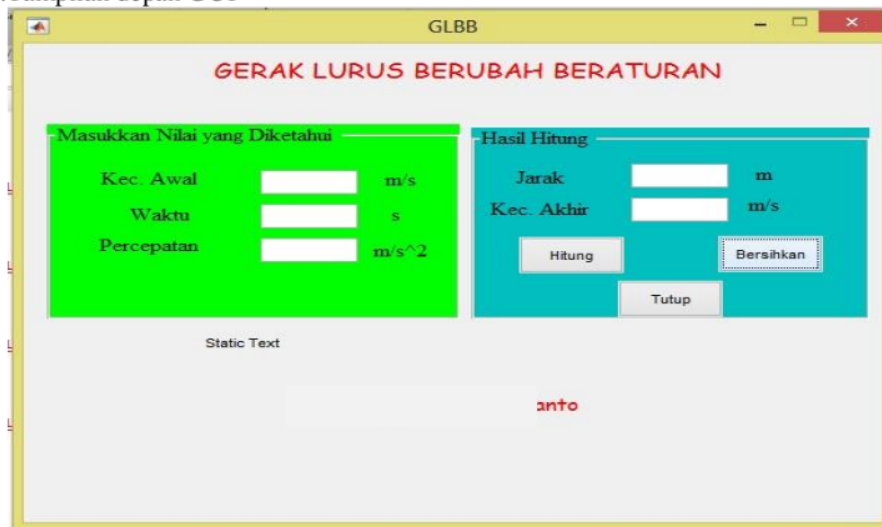 GLBB
GERAK LURUS BERUBAH BERATURAN
Masukkan Nilai yang Diketahui
Kec. Awal m/s
Waktu s
Percepatan m/s^2
Hasil Hitung
Jarak m
Kec. Akhir m/s
Hitung Bersihkan
Tutup
Static Text
anto